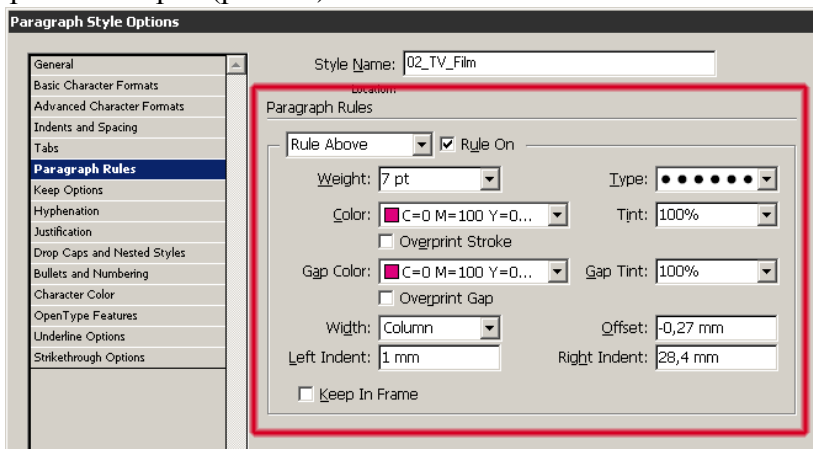 Paragraph Style Options
General
Basic Character Formats
Advanced Character Formats
Indents and Spacing
Tabs
Paragraph Rules
Keep Options
Hyphenation
Justification
Drop Caps and Nested Styles
Bullets and Numbering
Character Color
OpenType Features
Underline Options
Strikethrough Options
Style Name: 02_TV_Film
Location:
Paragraph Rules
Rule Above Rule On
Weight: 7 pt Type:
Color: C=0 M=100 Y=0... Tint: 100%
Overprint Stroke
Gap Color: C=0 M=100 Y=0... Gap Tint: 100%
Overprint Gap
Width: Column Offset: -0,27 mm
Left Indent: 1 mm Right Indent: 28,4 mm
Keep In Frame